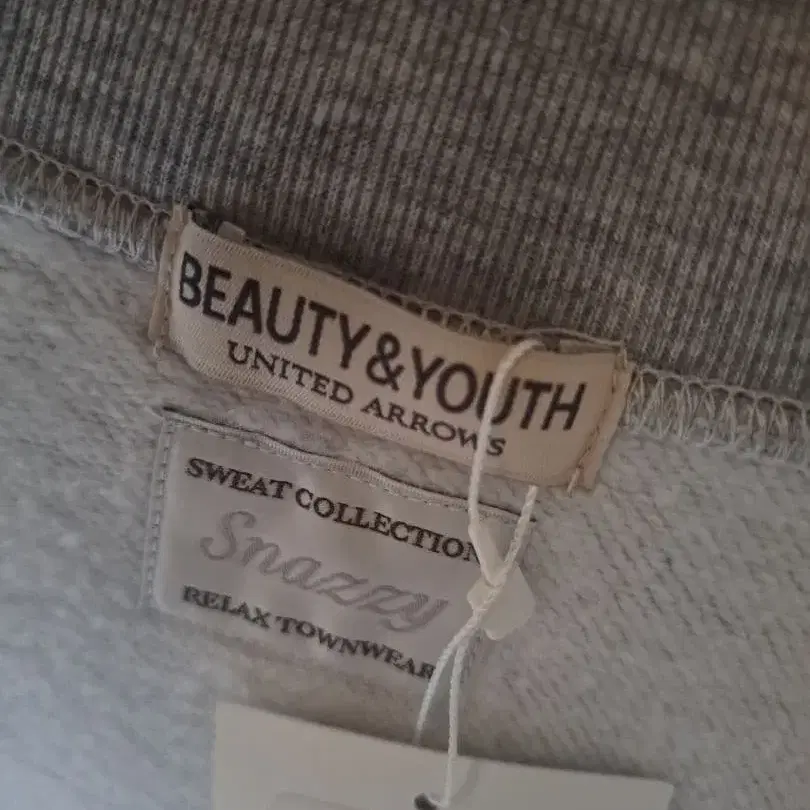 BEAUTY&YOUTH
UNITED ARROWS
SWEAT COLLECTION
Snazzy
RELAX TOWNWEAR